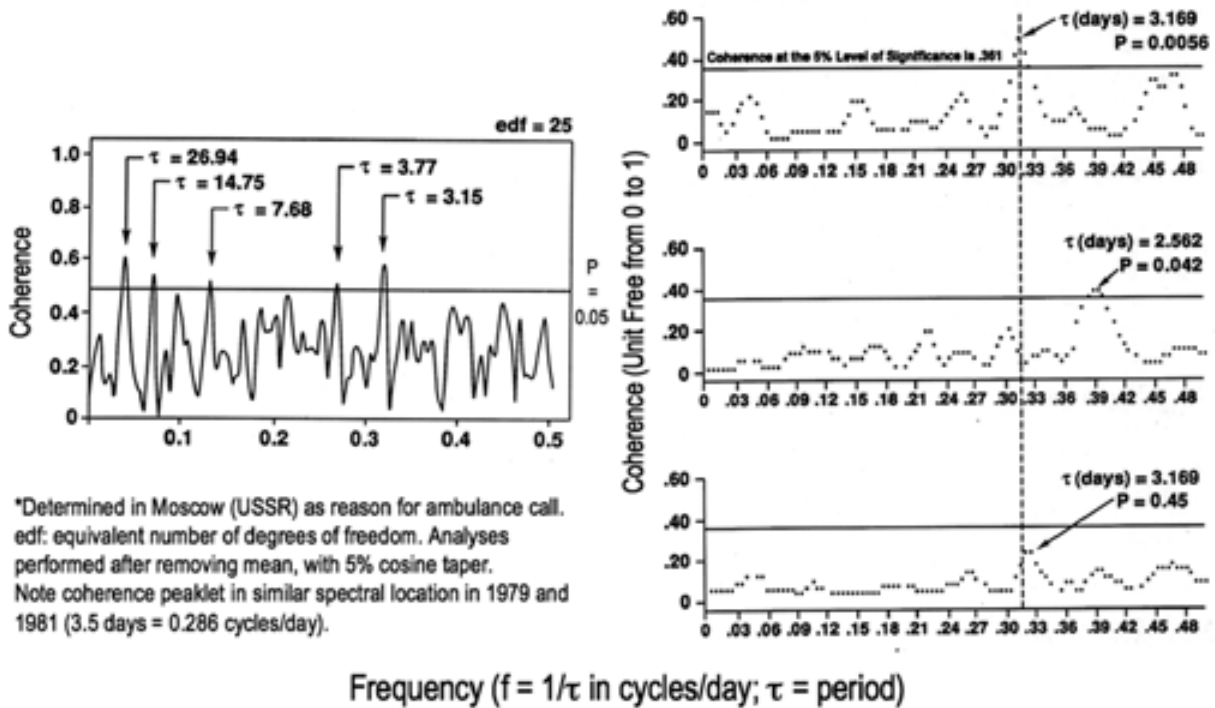 edf = 25
1.0
0.8
0.6
0.4
0.2
0
Coherence
τ = 26.94
τ = 14.75
τ = 7.68
τ = 3.77
τ = 3.15
P
=
0.05
0.1 0.2 0.3 0.4 0.5
*Determined in Moscow (USSR) as reason for ambulance call.
edf: equivalent number of degrees of freedom. Analyses
performed after removing mean, with 5% cosine taper.
Note coherence peaklet in similar spectral location in 1979 and
1981 (3.5 days = 0.286 cycles/day).
Coherence (Unit Free from 0 to 1)
.60
.40
.20
0
τ (days) = 3.169
P = 0.0056
Coherence at the 5% Level of Significance is .361
0 .03 .06 .09 .12 .15 .18 .21 .24 .27 .30 .33 .36 .39 .42 .45 .48
.60
.40
.20
0
τ (days) = 2.562
P = 0.042
0 .03 .06 .09 .12 .15 .18 .21 .24 .27 .30 .33 .36 .39 .42 .45 .48
.60
.40
.20
0
τ (days) = 3.169
P = 0.45
0 .03 .06 .09 .12 .15 .18 .21 .24 .27 .30 .33 .36 .39 .42 .45 .48
Frequency (f = 1/τ in cycles/day; τ = period)